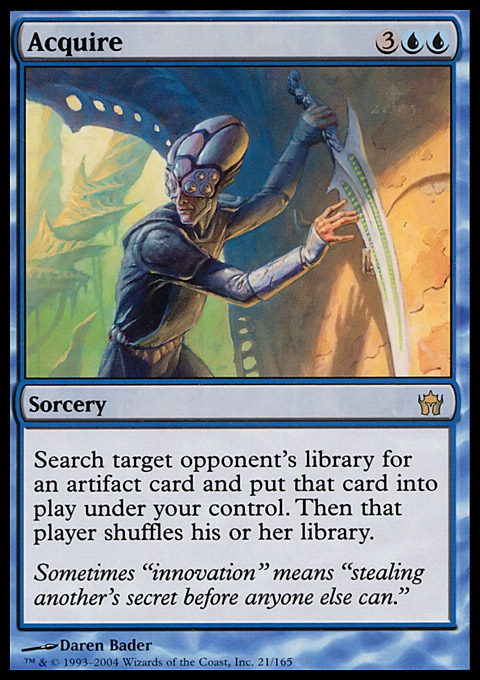 Acquire 3
Sorcery
Search target opponent's library for
an artifact card and put that card into
play under your control. Then that
player shuffles his or her library.
Sometimes “innovation” means “stealing
another's secret before anyone else can.”
Daren Bader
™ & © 1993–2004 Wizards of the Coast, Inc. 21/165